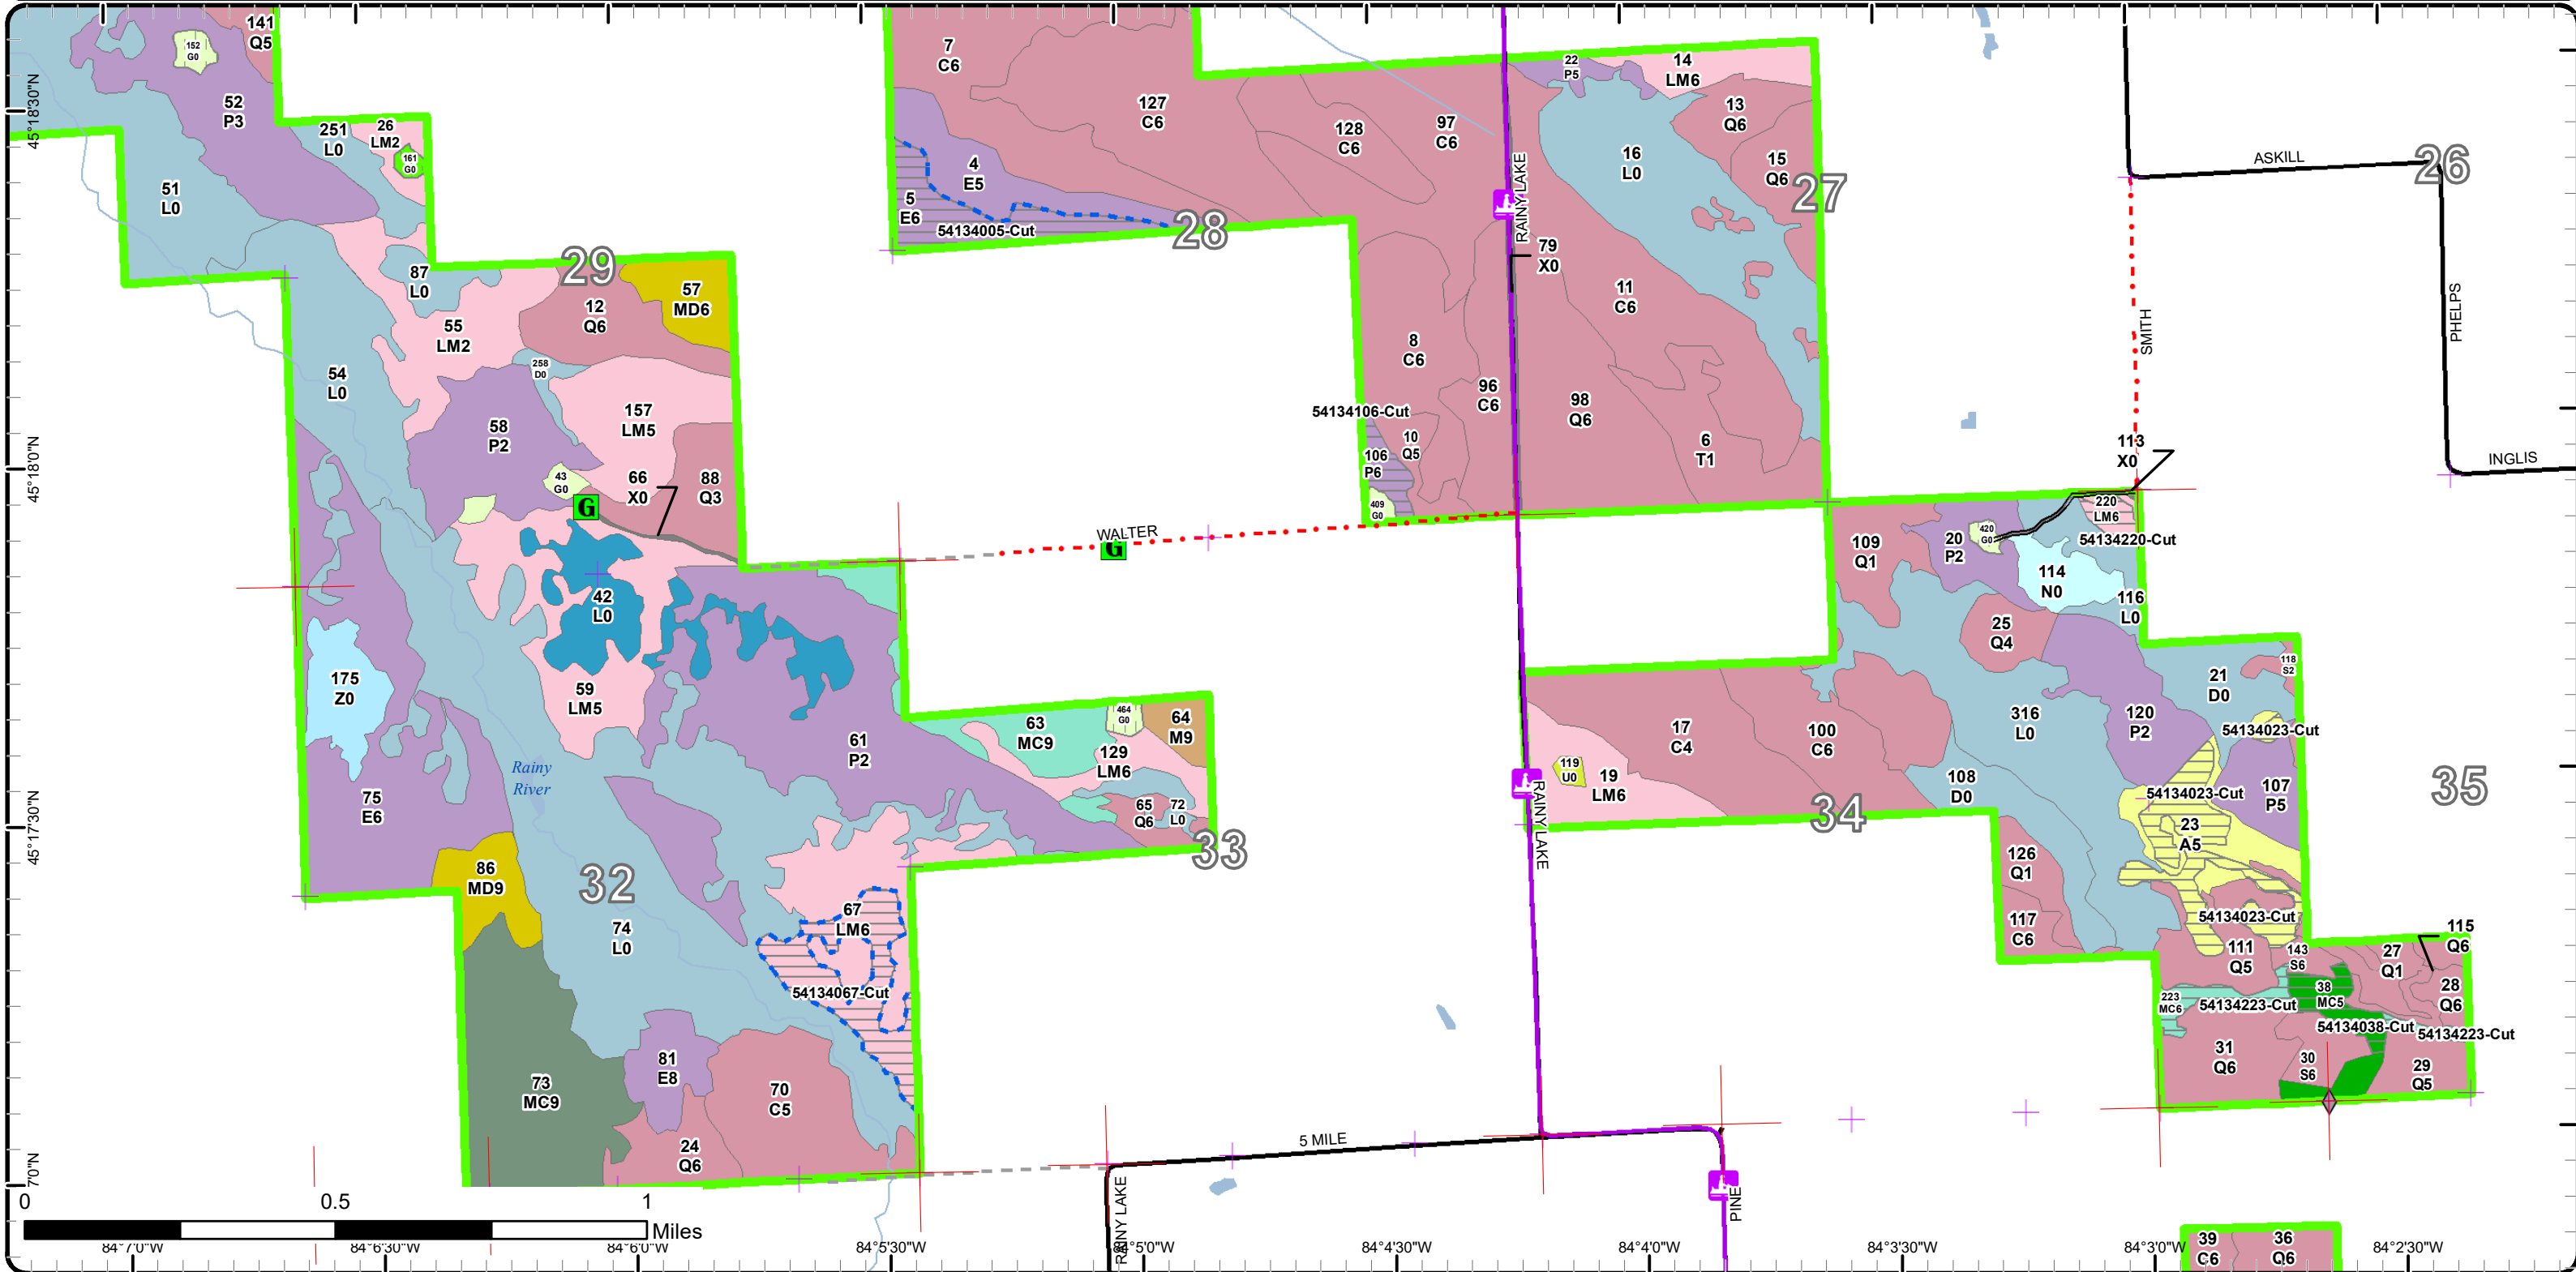 141
Q5
152
G0
52
P3
251
L0
26
LM2
161
G0
51
L0
87
L0
29
57
MD6
12
Q6
55
LM2
258
D0
54
L0
157
LM5
58
P2
43
G0
G
66
X0
88
Q3
42
L0
59
LM5
175
Z0
75
E6
Rainy
River
61
P2
63
MC9
464
G0
64
M9
129
LM6
65
Q6
72
L0
33
86
MD9
32
74
L0
67
LM6
54134067-Cut
73
MC9
81
E8
70
C5
24
Q6
7
C6
127
C6
128
C6
97
C6
4
E5
5
E6
54134005-Cut
28
22
P5
14
LM6
13
Q6
15
Q6
16
L0
27
RAINY LAKE
79
X0
11
C6
8
C6
96
C6
98
Q6
6
T1
54134106-Cut
10
Q5
106
P6
409
G0
WALTER
G
ASKILL
26
SMITH
PHELPS
INGLIS
113
X0
220
LM6
54134220-Cut
109
Q1
20
P2
420
G0
114
N0
116
L0
25
Q4
21
D0
118
S2
120
P2
316
L0
54134023-Cut
17
C4
100
C6
119
U0
19
LM6
108
D0
34
54134023-Cut
107
P5
35
23
A5
126
Q1
117
C6
54134023-Cut
111
Q5
143
S6
27
Q1
115
Q6
28
Q6
38
MC5
223
MC6
54134223-Cut
54134038-Cut
54134223-Cut
31
Q6
30
S6
29
Q5
39
C6
36
Q6
RAINY LAKE
5 MILE
RAINY LAKE
PINE
45°18'30"N
45°18'0"N
45°17'30"N
7'0"N
0 0.5 1
Miles
84°7'0"W 84°6'30"W 84°6'0"W 84°5'30"W 84°5'0"W 84°4'30"W 84°4'0"W 84°3'30"W 84°3'0"W 84°2'30"W